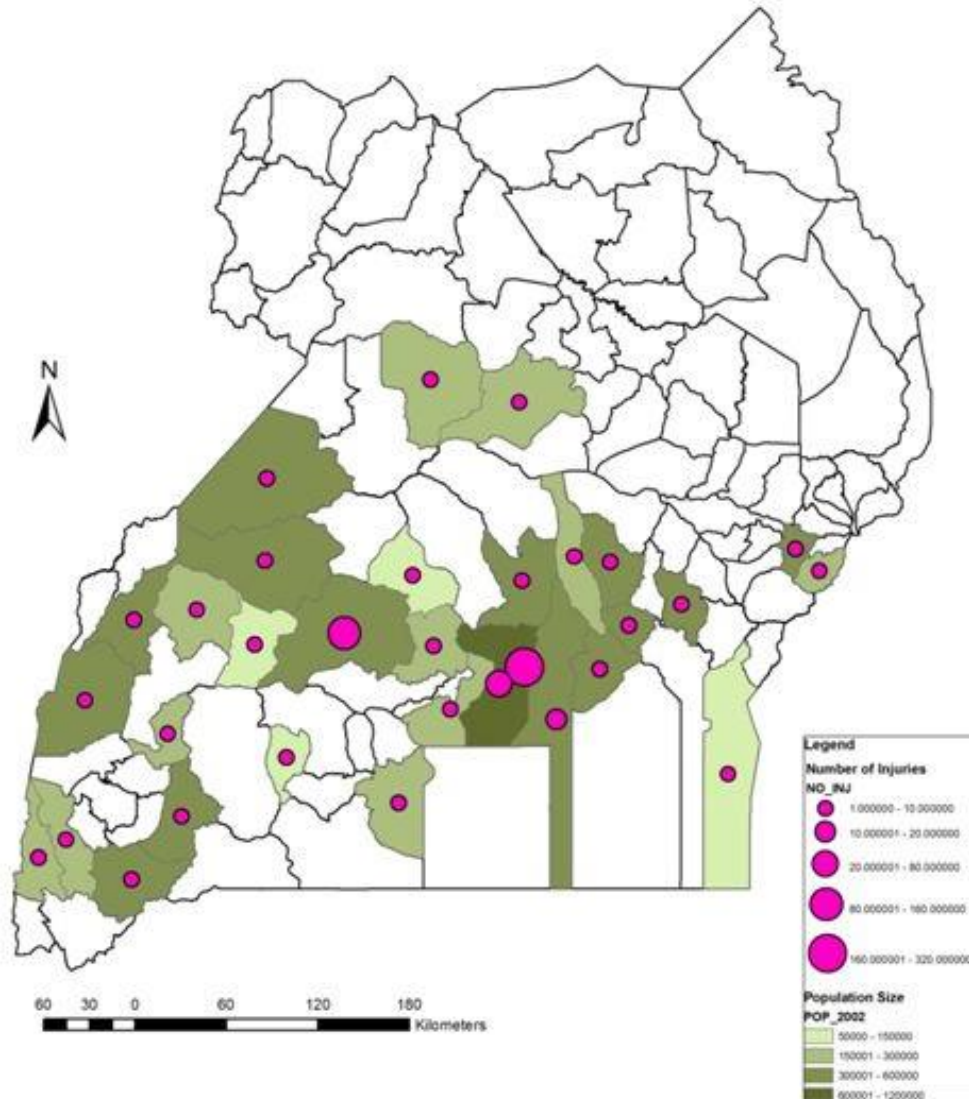 N
60 30 0 60 120 180
Kilometers
Legend
Number of Injuries
NO_INJ
1.000000 - 10.000000
10.000001 - 20.000000
20.000001 - 80.000000
80.000001 - 160.000000
160.000001 - 320.000000
Population Size
POP_2002
50000 - 150000
150001 - 300000
300001 - 600000
600001 - 1200000